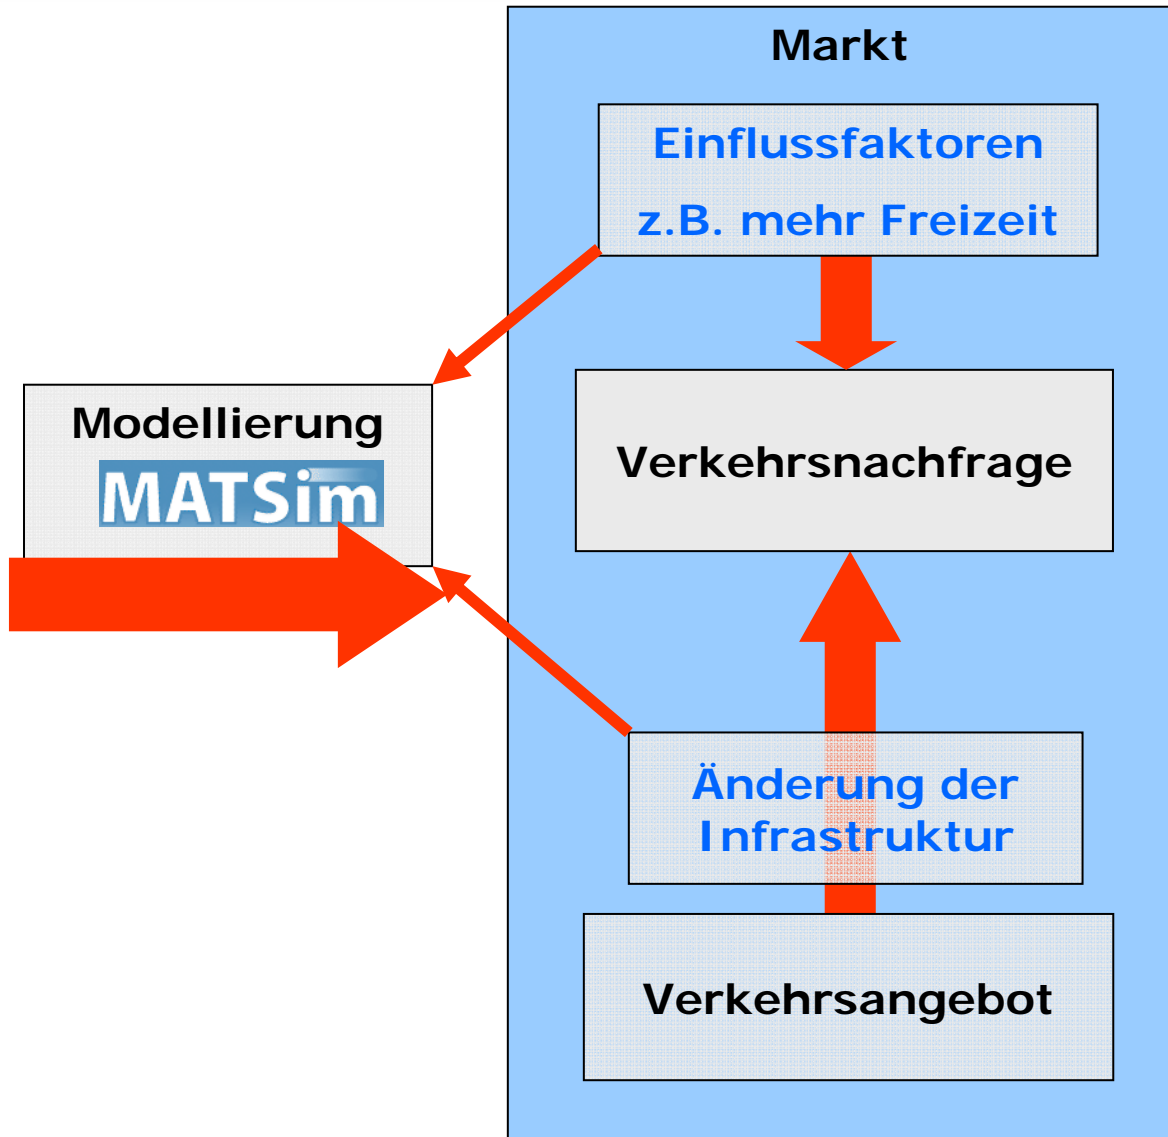 Markt
Einflussfaktoren
z.B. mehr Freizeit
Modellierung
MATSim
Verkehrsnachfrage
Änderung der
Infrastruktur
Verkehrsangebot